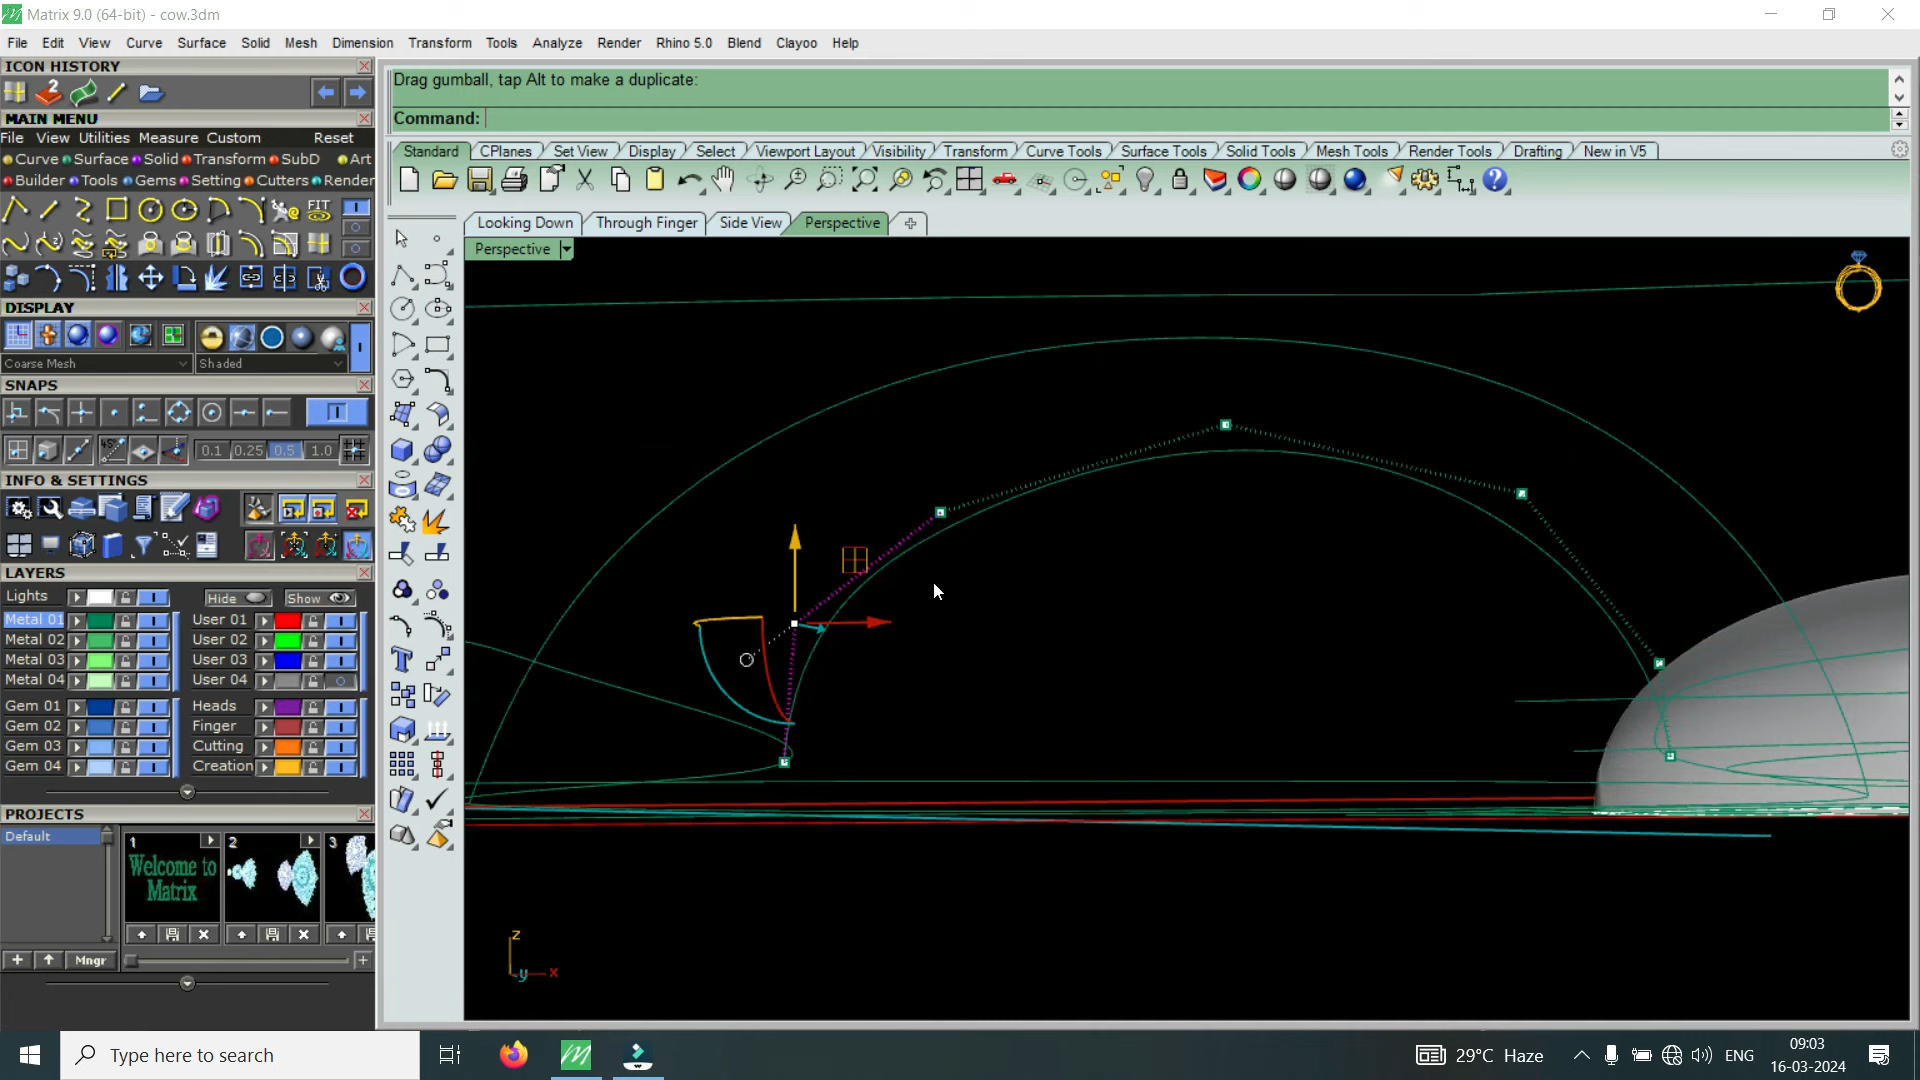 Matrix 9.0 (64-bit) - cow.3dm
File Edit View Curve Surface Solid Mesh Dimension Transform Tools Analyze Render Rhino 5.0 Blend Clayoo Help
ICON HISTORY
MAIN MENU
File View Utilities Measure Custom Reset
Curve Surface Solid Transform SubD Art
Builder Tools Gems Setting Cutters Render
FIT
DISPLAY
Coarse Mesh Shaded
SNAPS
0.1 0.25 0.5 1.0
INFO & SETTINGS
LAYERS
Lights Hide Show
Metal 01 User 01
Metal 02 User 02
Metal 03 User 03
Metal 04 User 04
Gem 01 Heads
Gem 02 Finger
Gem 03 Cutting
Gem 04 Creation
PROJECTS
Default
1 2 3
Welcome to Matrix
Mngr
Drag gumball, tap Alt to make a duplicate:
Command:
Standard CPlanes Set View Display Select Viewport Layout Visibility Transform Curve Tools Surface Tools Solid Tools Mesh Tools Render Tools Drafting New in V5
Looking Down Through Finger Side View Perspective
Perspective
z
y x
Type here to search
29°C Haze
ENG
09:03
16-03-2024